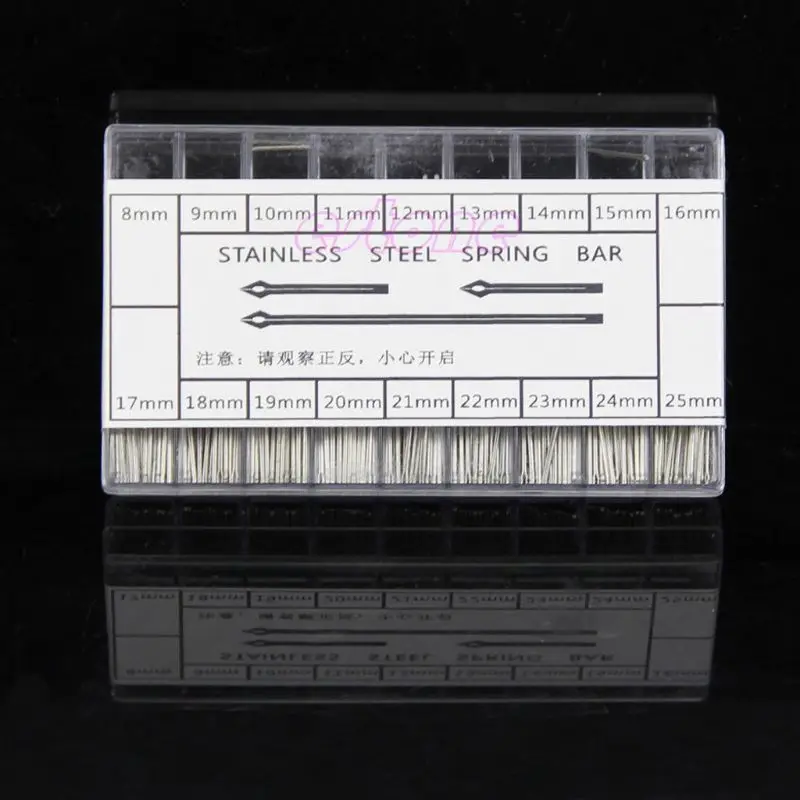 8mm 9mm 10mm 11mm 12mm 13mm 14mm 15mm 16mm
STAINLESS STEEL SPRING BAR
注意：请观察正反，小心开启
17mm 18mm 19mm 20mm 21mm 22mm 23mm 24mm 25mm